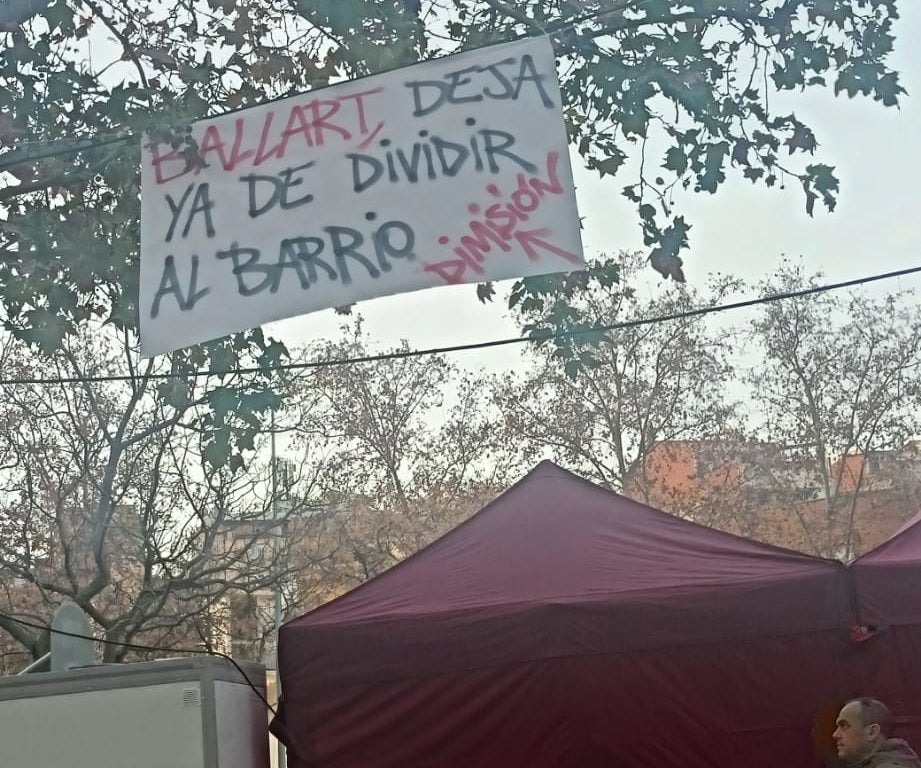 BALLART, DEJA
YA DE DIVIDIR
AL BARRIO DIMISIÓN